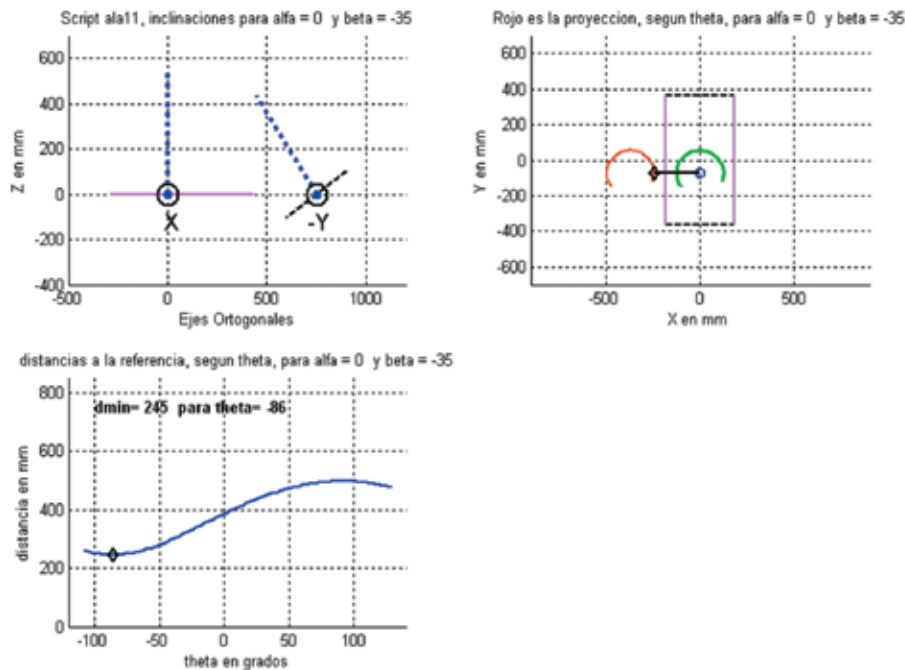 Script ala11, inclinaciones para alfa = 0 y beta = -35
600
400
200
0
-200
-400
Z en mm
X
-Y
-500 0 500 1000
Ejes Ortogonales
Rojo es la proyeccion, segun theta, para alfa = 0 y beta = -35
600
400
200
0
-200
-400
-600
Y en mm
-500 0 500
X en mm
distancias a la referencia, segun theta, para alfa = 0 y beta = -35
800
600
400
200
0
distancia en mm
dmin= 245 para theta= -86
-100 -50 0 50 100
theta en grados